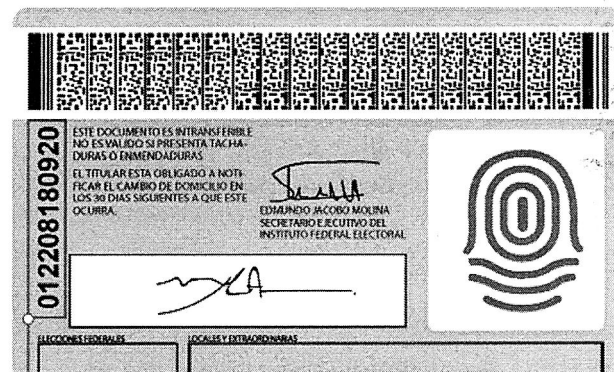 012208180920
ESTE DOCUMENTO ES INTRANSFERIBLE
NO ES VALIDO SI PRESENTA TACHA-
DURAS O ENMENDADURAS
EL TITULAR ESTA OBLIGADO A NOTI-
FICAR EL CAMBIO DE DOMICILIO EN
LOS 30 DIAS SIGUIENTES A QUE ESTE
OCURRA.
EDMUNDO JACOBO MOLINA
SECRETARIO EJECUTIVO DEL
INSTITUTO FEDERAL ELECTORAL
ELECCIONES FEDERALES
LOCALES Y EXTRAORDINARIAS